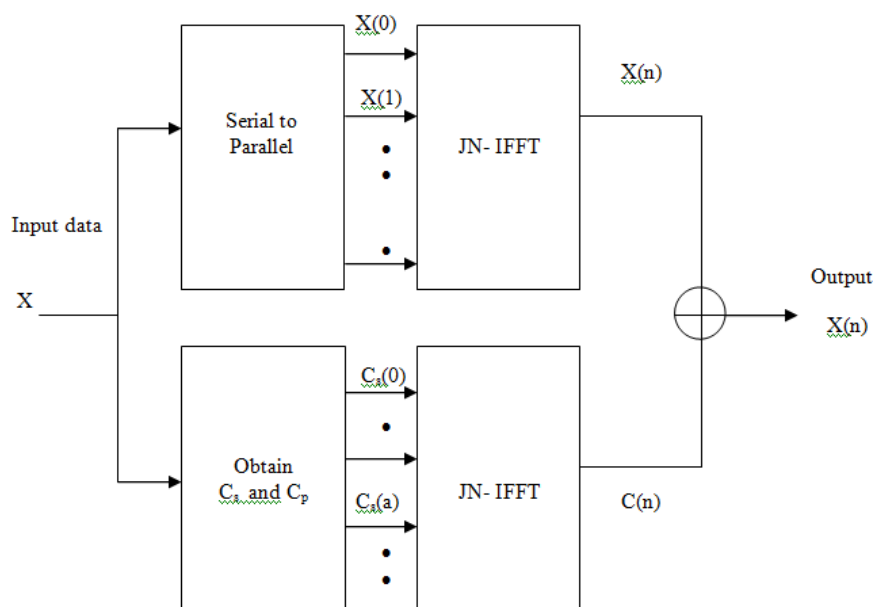 X(0)
X(n)
X(1)
Serial to
Parallel
JN- IFFT
Input data
X
Output
X(n)
Cs(0)
Obtain
Cs and Cp
Cs(a)
JN- IFFT
C(n)